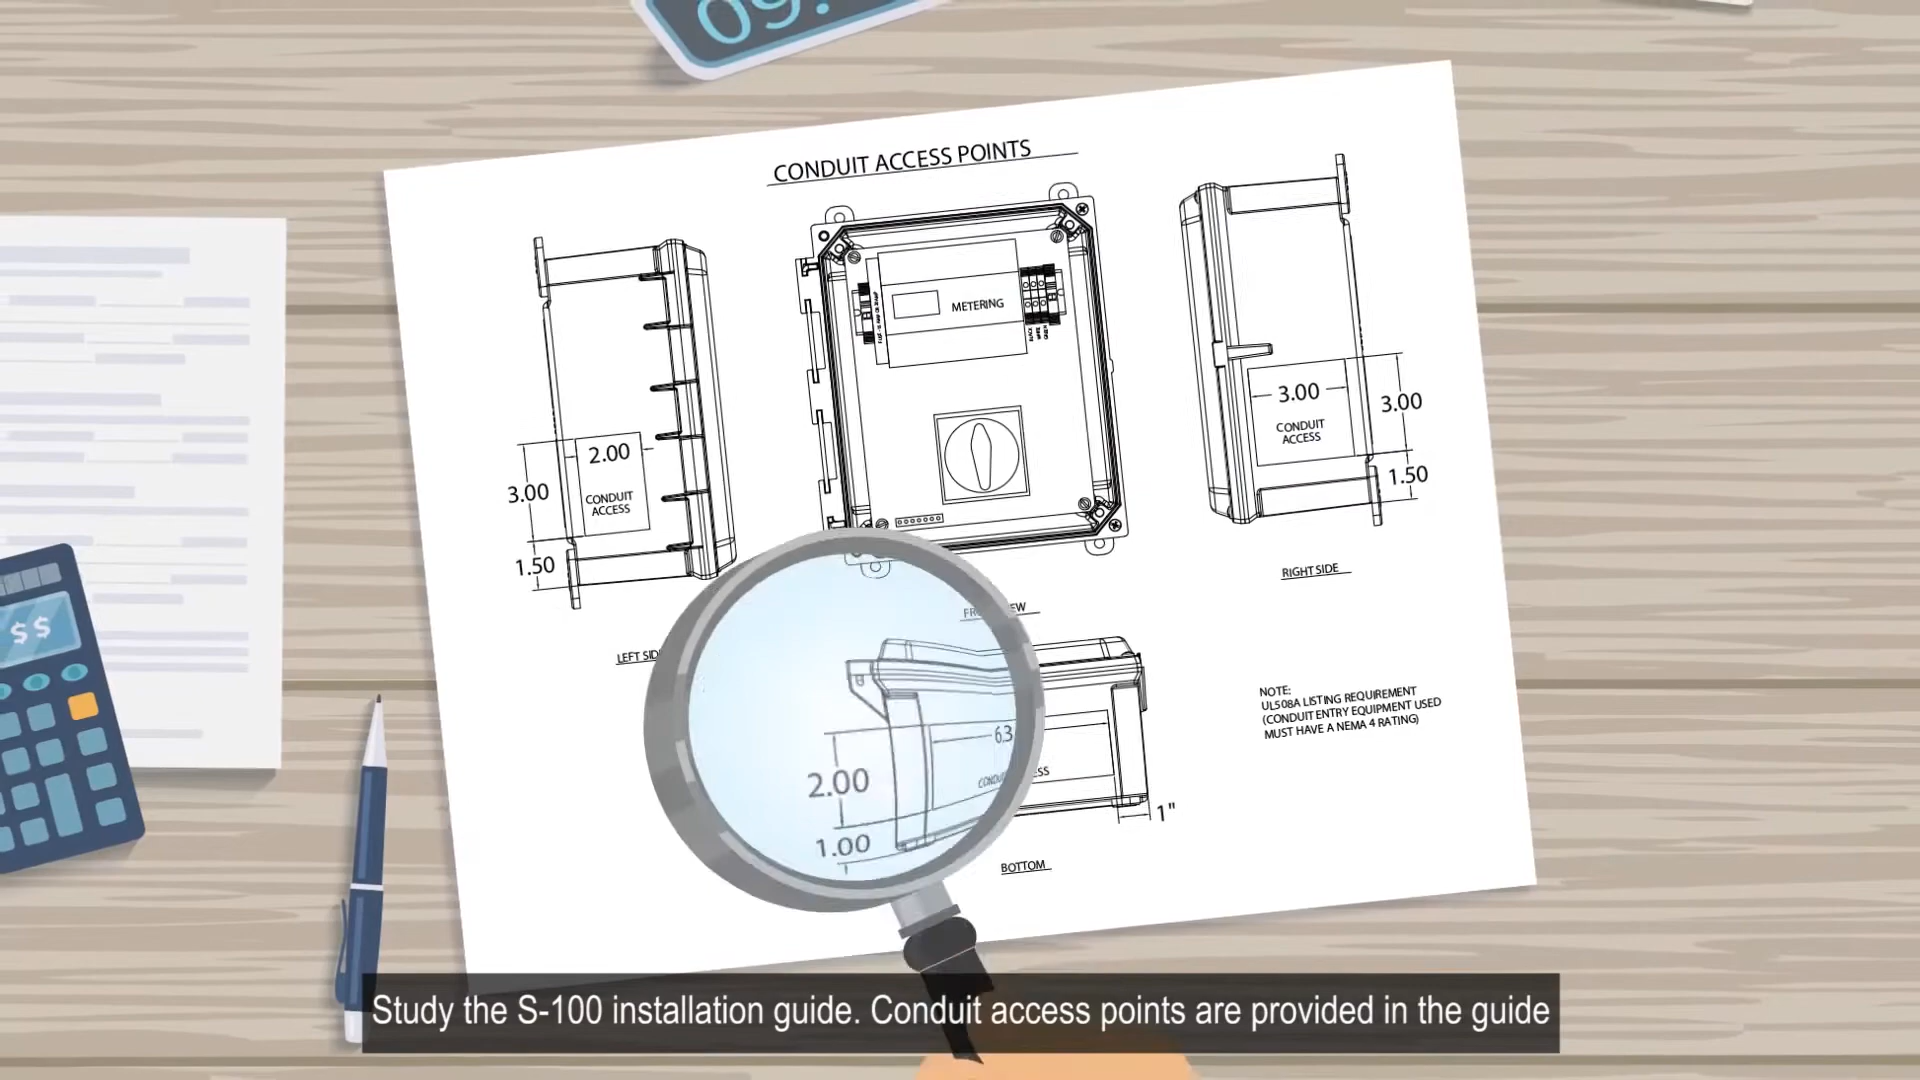 09:
CONDUIT ACCESS POINTS
METERING
2.00
3.00
CONDUIT
ACCESS
1.50
3.00
3.00
CONDUIT
ACCESS
1.50
RIGHT SIDE
LEFT
NOTE:
UL508A LISTING REQUIREMENT
(CONDUIT ENTRY EQUIPMENT USED
MUST HAVE A NEMA 4 RATING)
2.00
1.00
1"
BOTTOM
$ $
Study the S-100 installation guide. Conduit access points are provided in the guide